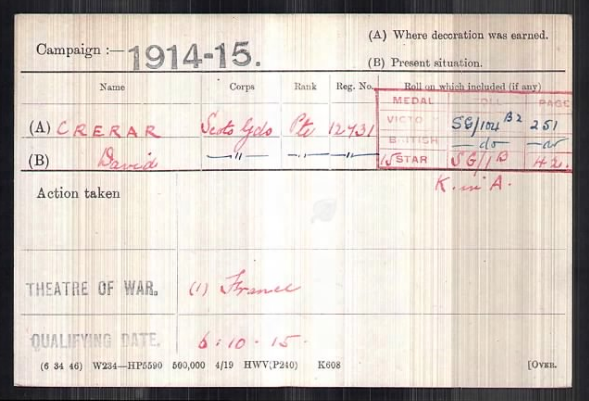 (A) Where decoration was earned.
Campaign :— 1914-15.
(B) Present situation.
Name Corps Rank Reg. No. Roll on which included (if any)
MEDAL ROLL PAGE
(A) CRERAR Scots Gds Pte 12731 VICTO SG/104 B2 251
BRITISH — do — — do
(B) David — " — — " — — " — 15 STAR SG/1 B 42.
K. in A.
Action taken
THEATRE OF WAR. (1) France
QUALIFYING DATE. 6.10.15.
(6 34 46) W234—HP5590 500,000 4/19 HWV(P240) K608 [OVER.